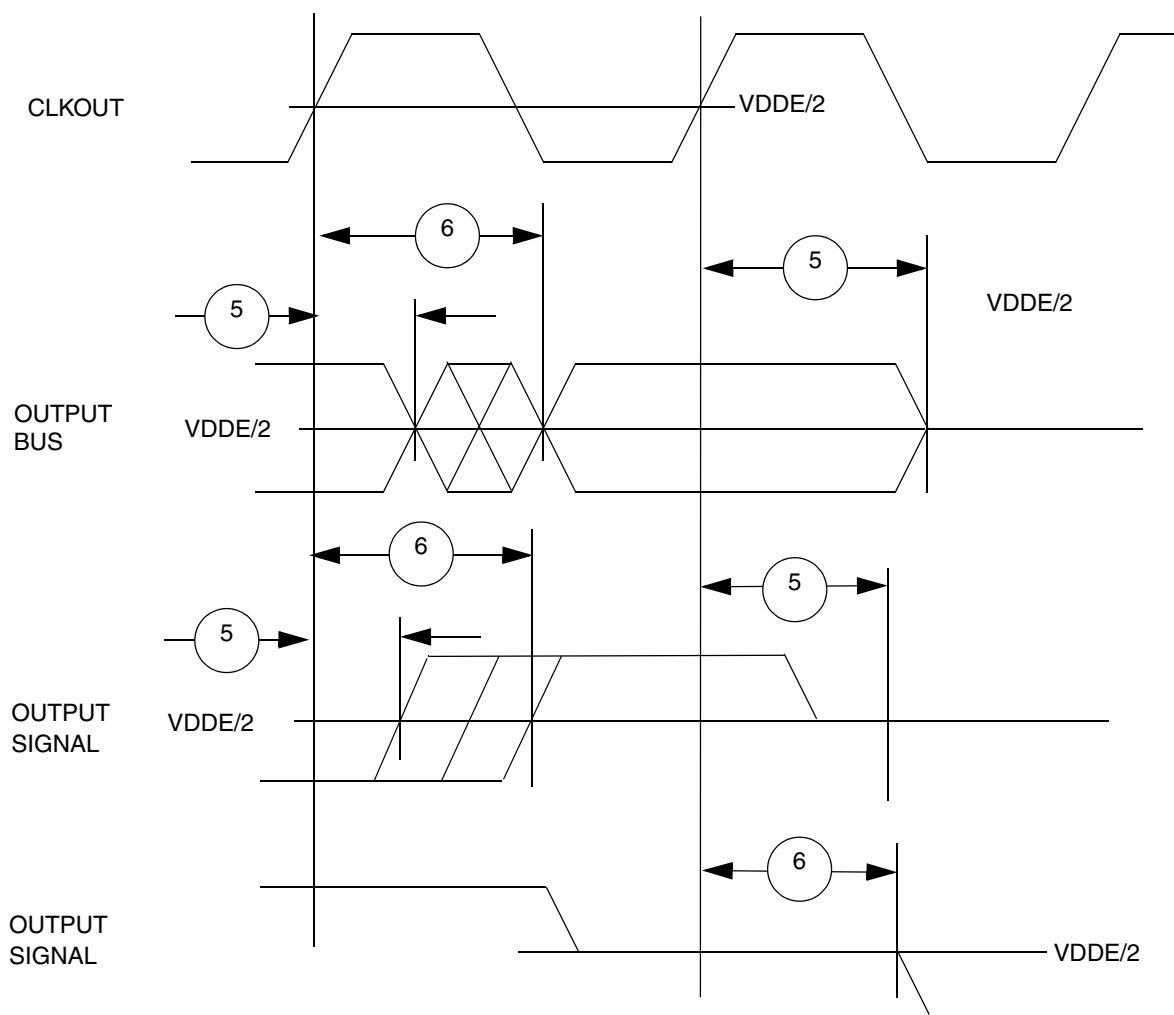 CLKOUT
VDDE/2
6
5
5
VDDE/2
OUTPUT
BUS
VDDE/2
6
5
5
OUTPUT
SIGNAL
VDDE/2
6
OUTPUT
SIGNAL
VDDE/2